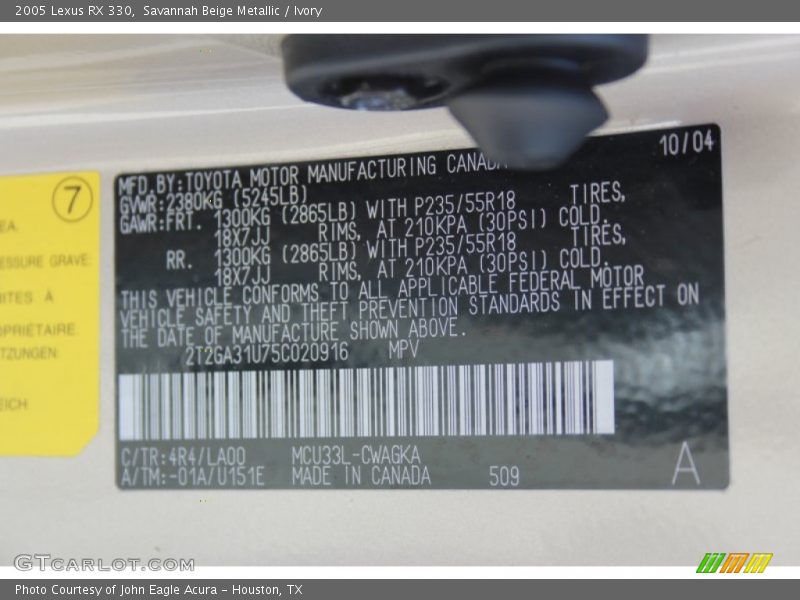 2005 Lexus RX 330, Savannah Beige Metallic / Ivory
10/04
MFD.BY:TOYOTA MOTOR MANUFACTURING CANADA
GVWR:2380KG (5245LB)
GAWR:FRT. 1300KG (2865LB) WITH P235/55R18 TIRES,
18X7JJ RIMS, AT 210KPA (30PSI) COLD.
RR. 1300KG (2865LB) WITH P235/55R18 TIRES,
18X7JJ RIMS, AT 210KPA (30PSI) COLD.
THIS VEHICLE CONFORMS TO ALL APPLICABLE FEDERAL MOTOR
VEHICLE SAFETY AND THEFT PREVENTION STANDARDS IN EFFECT ON
THE DATE OF MANUFACTURE SHOWN ABOVE.
2T2GA31U75C020916 MPV
C/TR:4R4/LA00 MCU33L-CWAGKA
A/TM:-01A/U151E MADE IN CANADA 509 A
7
EA:
ESSURE GRAVE:
ITES À
OPRIÉTAIRE.
TZUNGEN:
EICH
GTCARLOT.COM
Photo Courtesy of John Eagle Acura - Houston, TX